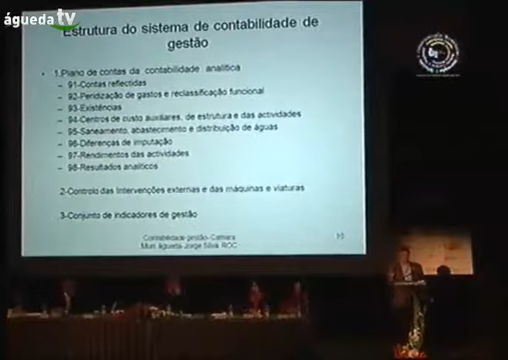 águeda tv
Estrutura do sistema de contabilidade de
gestão
• 1.Plano de contas da contabilidade analítica
– 91-Contas reflectidas
– 92-Peridização de gastos e reclassificação funcional
– 93-Existências
– 94-Centros de custo auxiliares, de estrutura e das actividades
– 95-Saneamento, abastecimento e distribuição de águas
– 96-Diferenças de imputação
– 97-Rendimentos das actividades
– 98-Resultados analíticos
2-Controlo das Intervenções externas e das máquinas e viaturas
3-Conjunto de indicadores de gestão
Contabilidade gestão-Camara
Mun. águeda Jorge Silva ROC
10